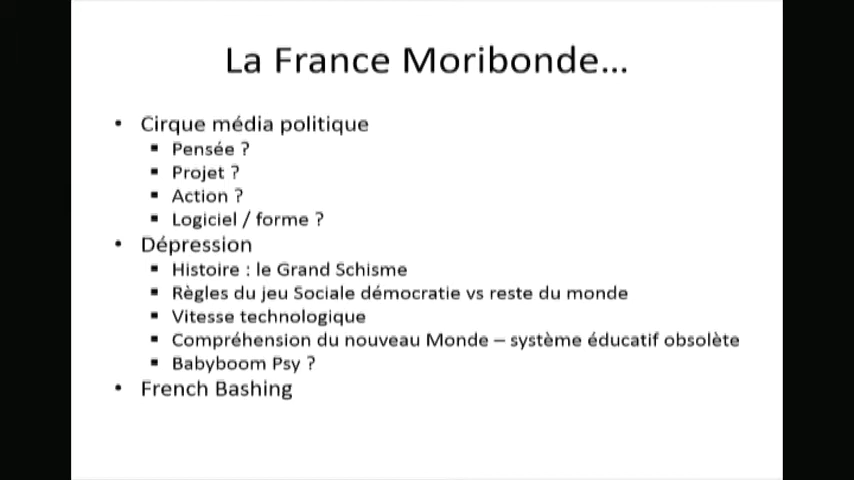 La France Moribonde...
• Cirque média politique
▪ Pensée ?
▪ Projet ?
▪ Action ?
▪ Logiciel / forme ?
• Dépression
▪ Histoire : le Grand Schisme
▪ Règles du jeu Sociale démocratie vs reste du monde
▪ Vitesse technologique
▪ Compréhension du nouveau Monde – système éducatif obsolète
▪ Babyboom Psy ?
• French Bashing